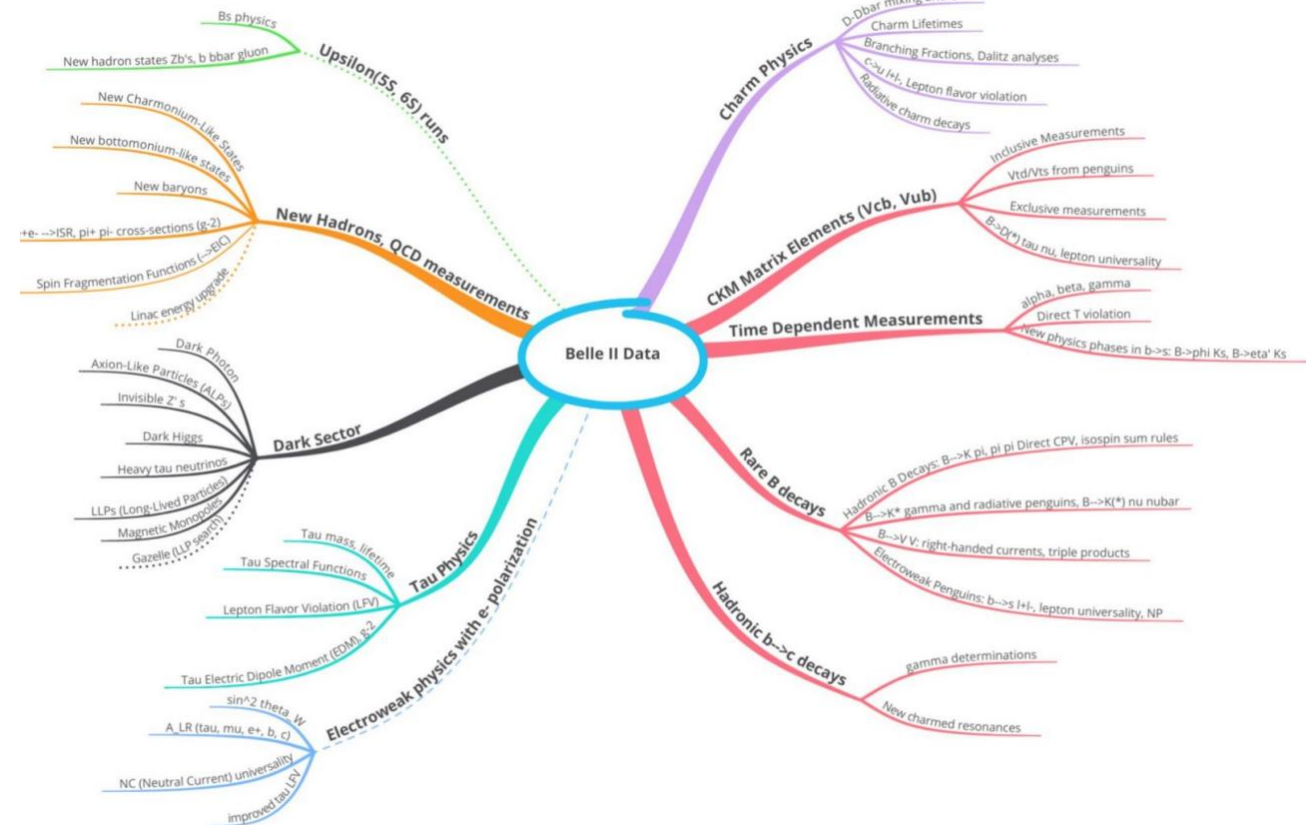 Belle II Data
Upsilon(5S, 6S) runs
Bs physics
New hadron states Zb's, b bbar gluon
New Hadrons, QCD measurements
New Charmonium-Like States
New bottomonium-like states
New baryons
+e- -->ISR, pi+ pi- cross-sections (g-2)
Spin Fragmentation Functions (-->EIC)
Linac energy upgrade
Dark Sector
Dark Photon
Axion-Like Particles (ALPs)
Invisible Z' s
Dark Higgs
Heavy tau neutrinos
LLPs (Long-Lived Particles)
Magnetic Monopoles
Gazelle (LLP search)
Tau Physics
Tau mass, lifetime
Tau Spectral Functions
Lepton Flavor Violation (LFV)
Tau Electric Dipole Moment (EDM), g-2
Electroweak physics with e- polarization
sin^2 theta_W
A_LR (tau, mu, e+, b, c)
NC (Neutral Current) universality
improved tau LFV
Charm Physics
D-Dbar mixing
Charm Lifetimes
Branching Fractions, Dalitz analyses
c->u l+l-, Lepton flavor violation
Radiative charm decays
CKM Matrix Elements (Vcb, Vub)
Inclusive Measurements
Vtd/Vts from penguins
Exclusive measurements
B->D(*) tau nu, lepton universality
Time Dependent Measurements
alpha, beta, gamma
Direct T violation
New physics phases in b->s: B->phi Ks, B->eta' Ks
Rare B decays
Hadronic B Decays: B-->K pi, pi pi Direct CPV, isospin sum rules
B-->K* gamma and radiative penguins, B-->K(*) nu nubar
B-->V V: right-handed currents, triple products
Electroweak Penguins: b-->s l+l-, lepton universality, NP
Hadronic b-->c decays
gamma determinations
New charmed resonances